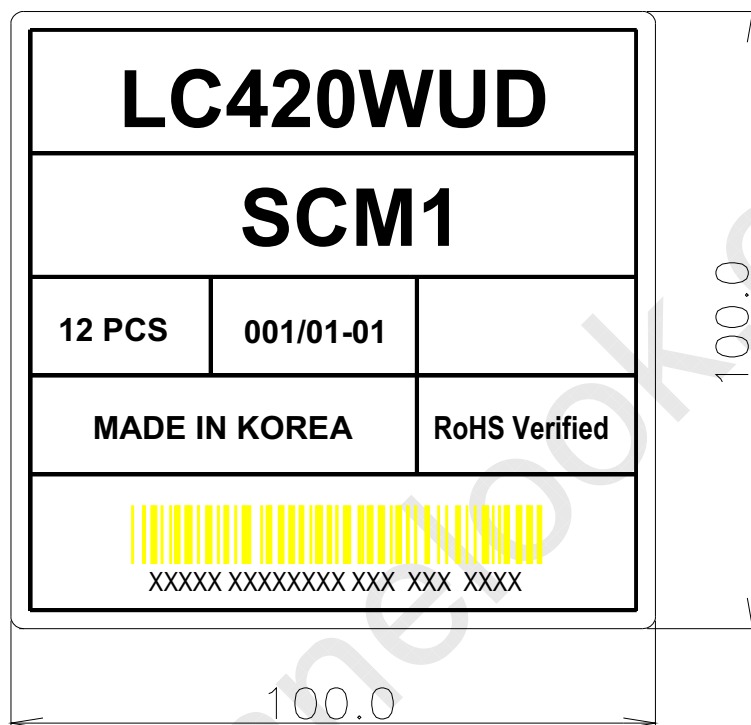 LC420WUD
SCM1
12 PCS 001/01-01
MADE IN KOREA RoHS Verified
XXXXX XXXXXXXX XXX XXX XXXX
100.0
100.0